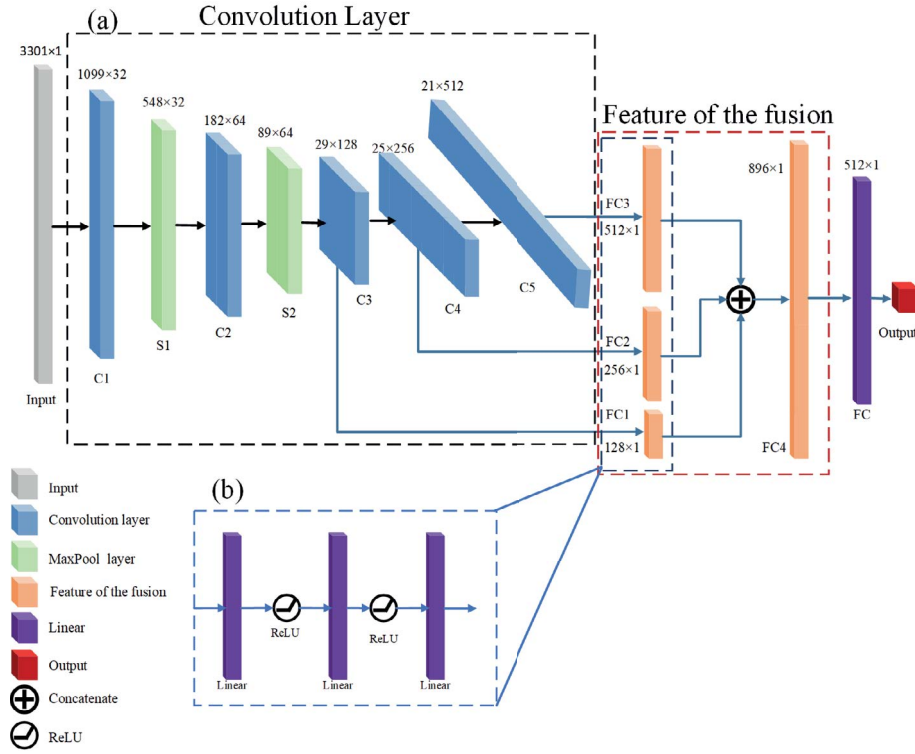 (a)
Convolution Layer
3301×1
1099×32
548×32
182×64
89×64
29×128
25×256
21×512
Feature of the fusion
896×1
512×1
FC3
512×1
C5
C4
C3
S2
C2
S1
C1
Input
FC2
256×1
FC1
128×1
FC4
FC
Output
(b)
ReLU
ReLU
Linear
Linear
Linear
Input
Convolution layer
MaxPool layer
Feature of the fusion
Linear
Output
Concatenate
ReLU